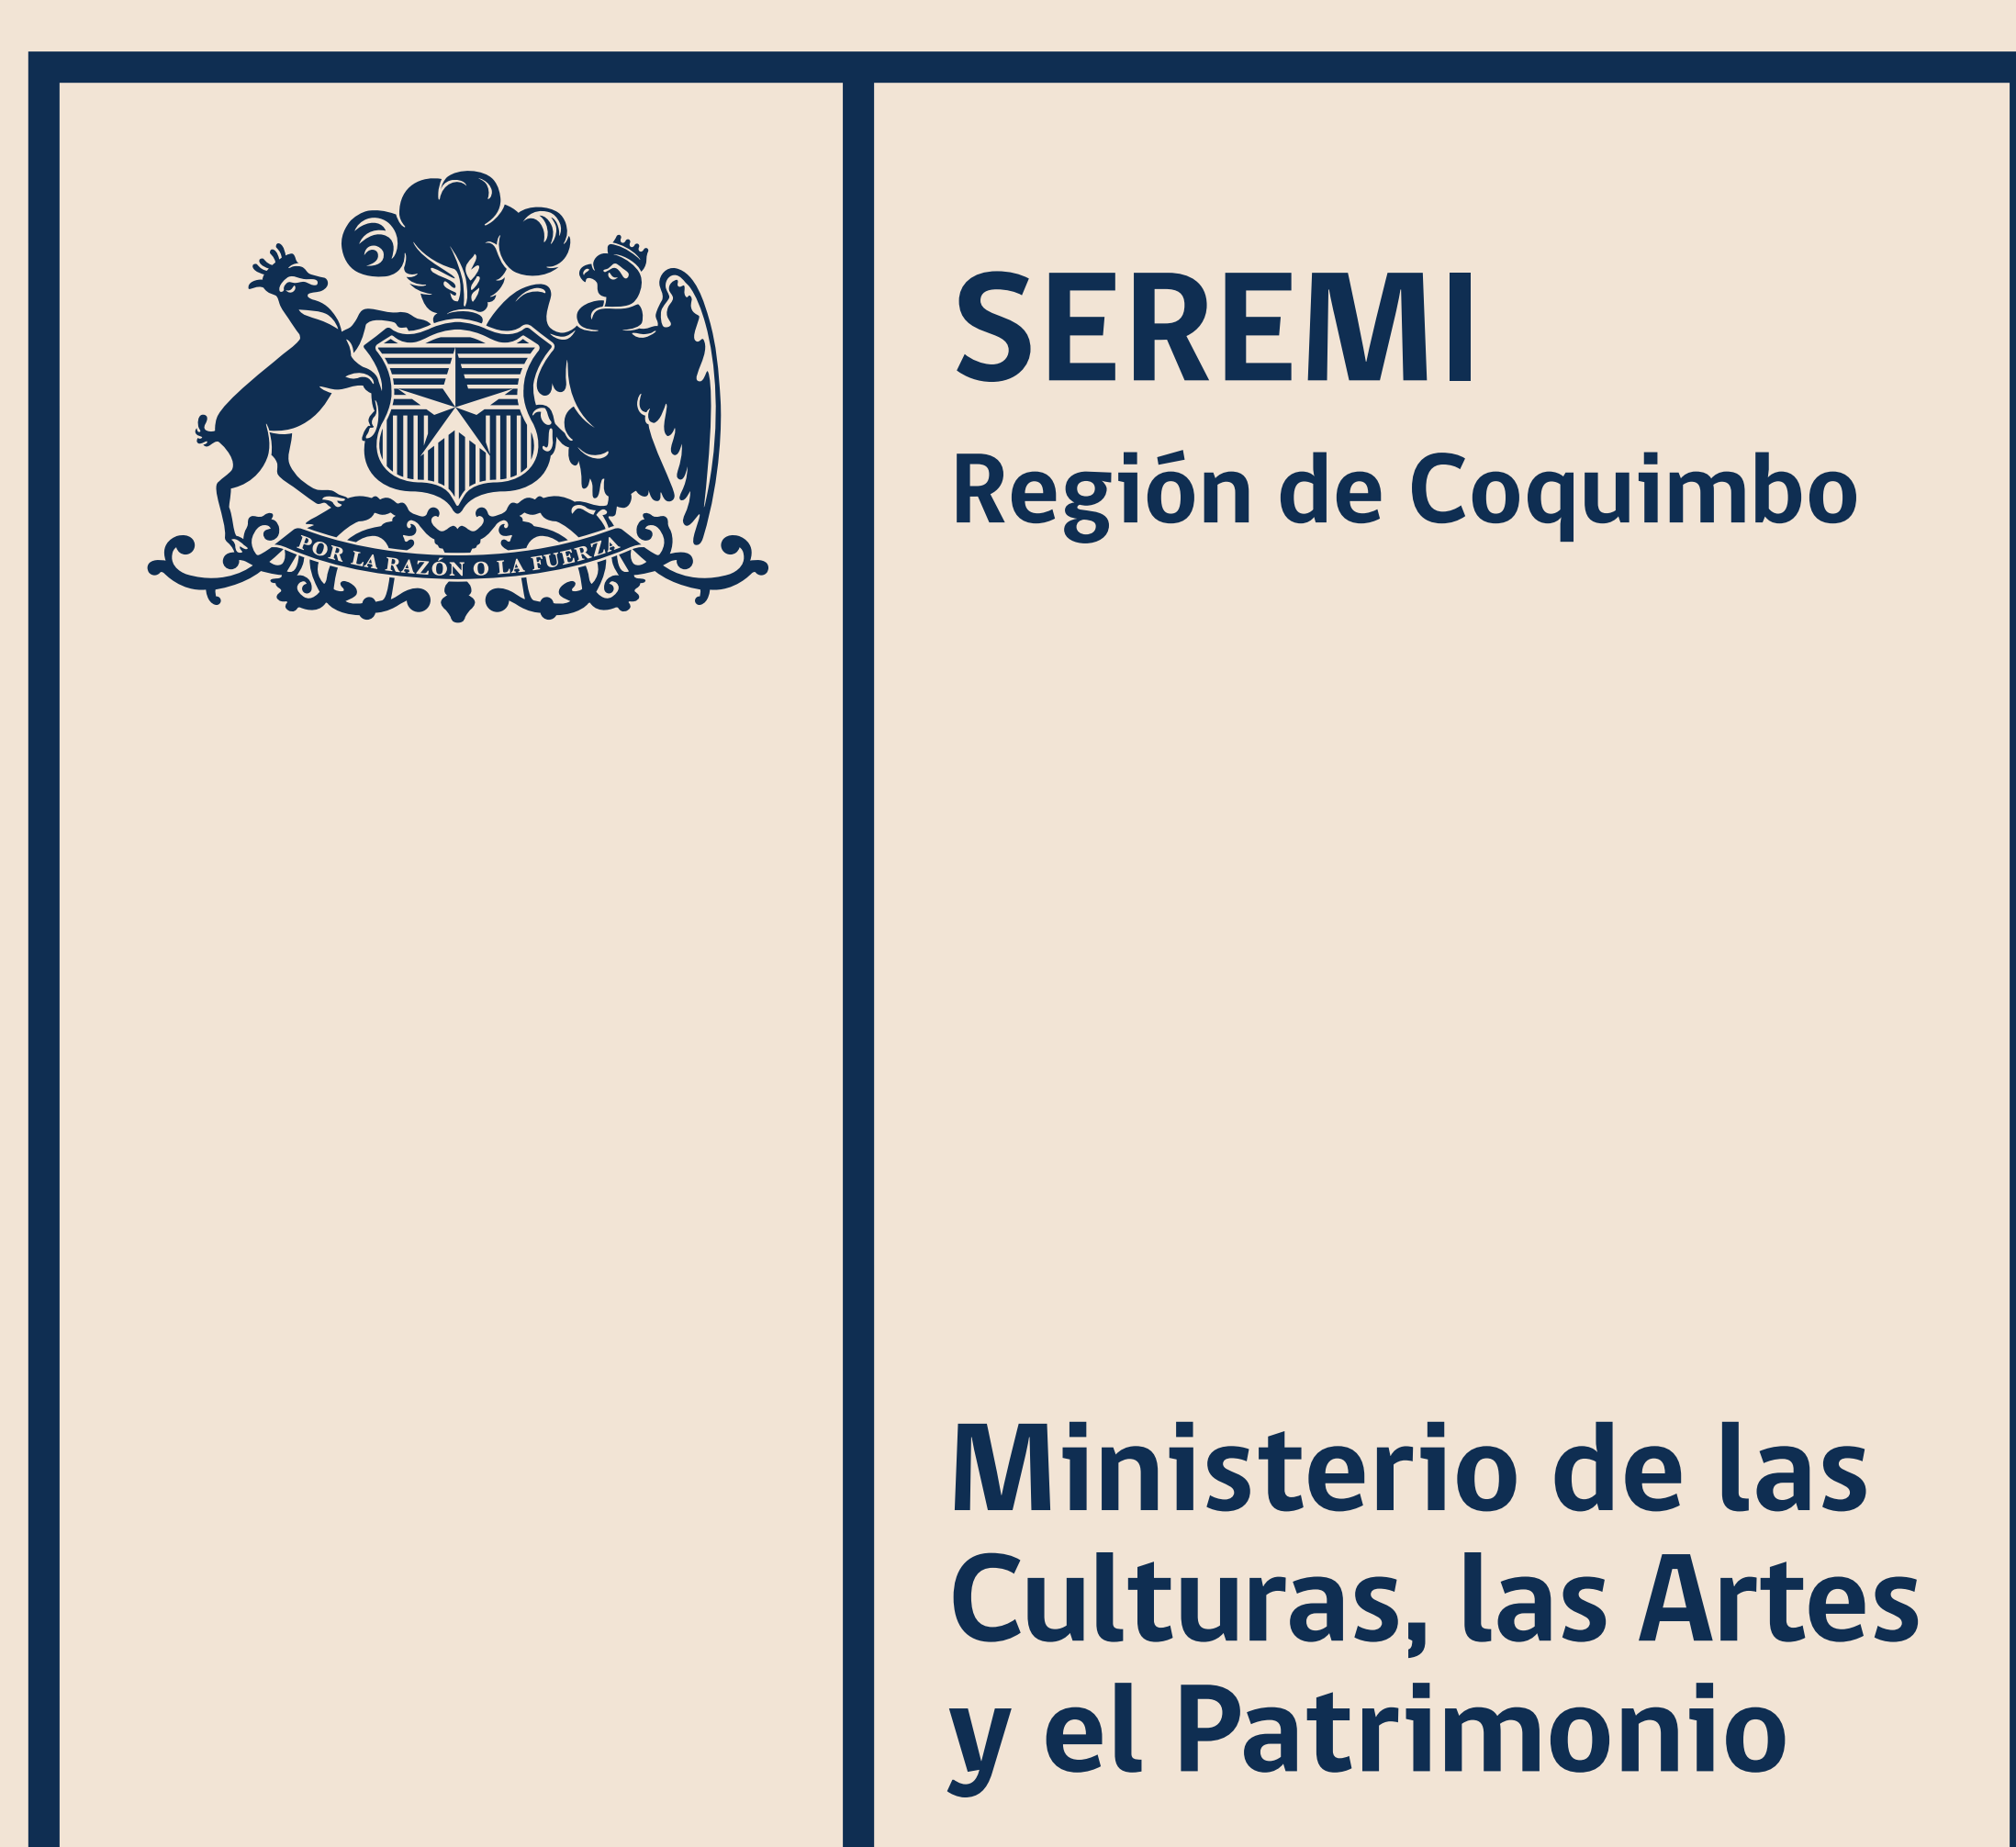 POR LA RAZÓN O LA FUERZA
SEREMI
Región de Coquimbo
Ministerio de las
Culturas, las Artes
y el Patrimonio